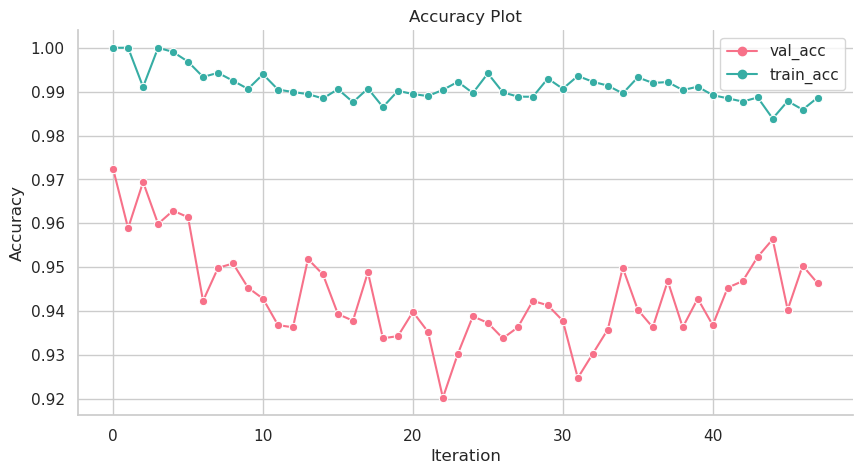 Accuracy Plot
val_acc
train_acc
1.00
0.99
0.98
0.97
0.96
0.95
0.94
0.93
0.92
Accuracy
0 10 20 30 40
Iteration